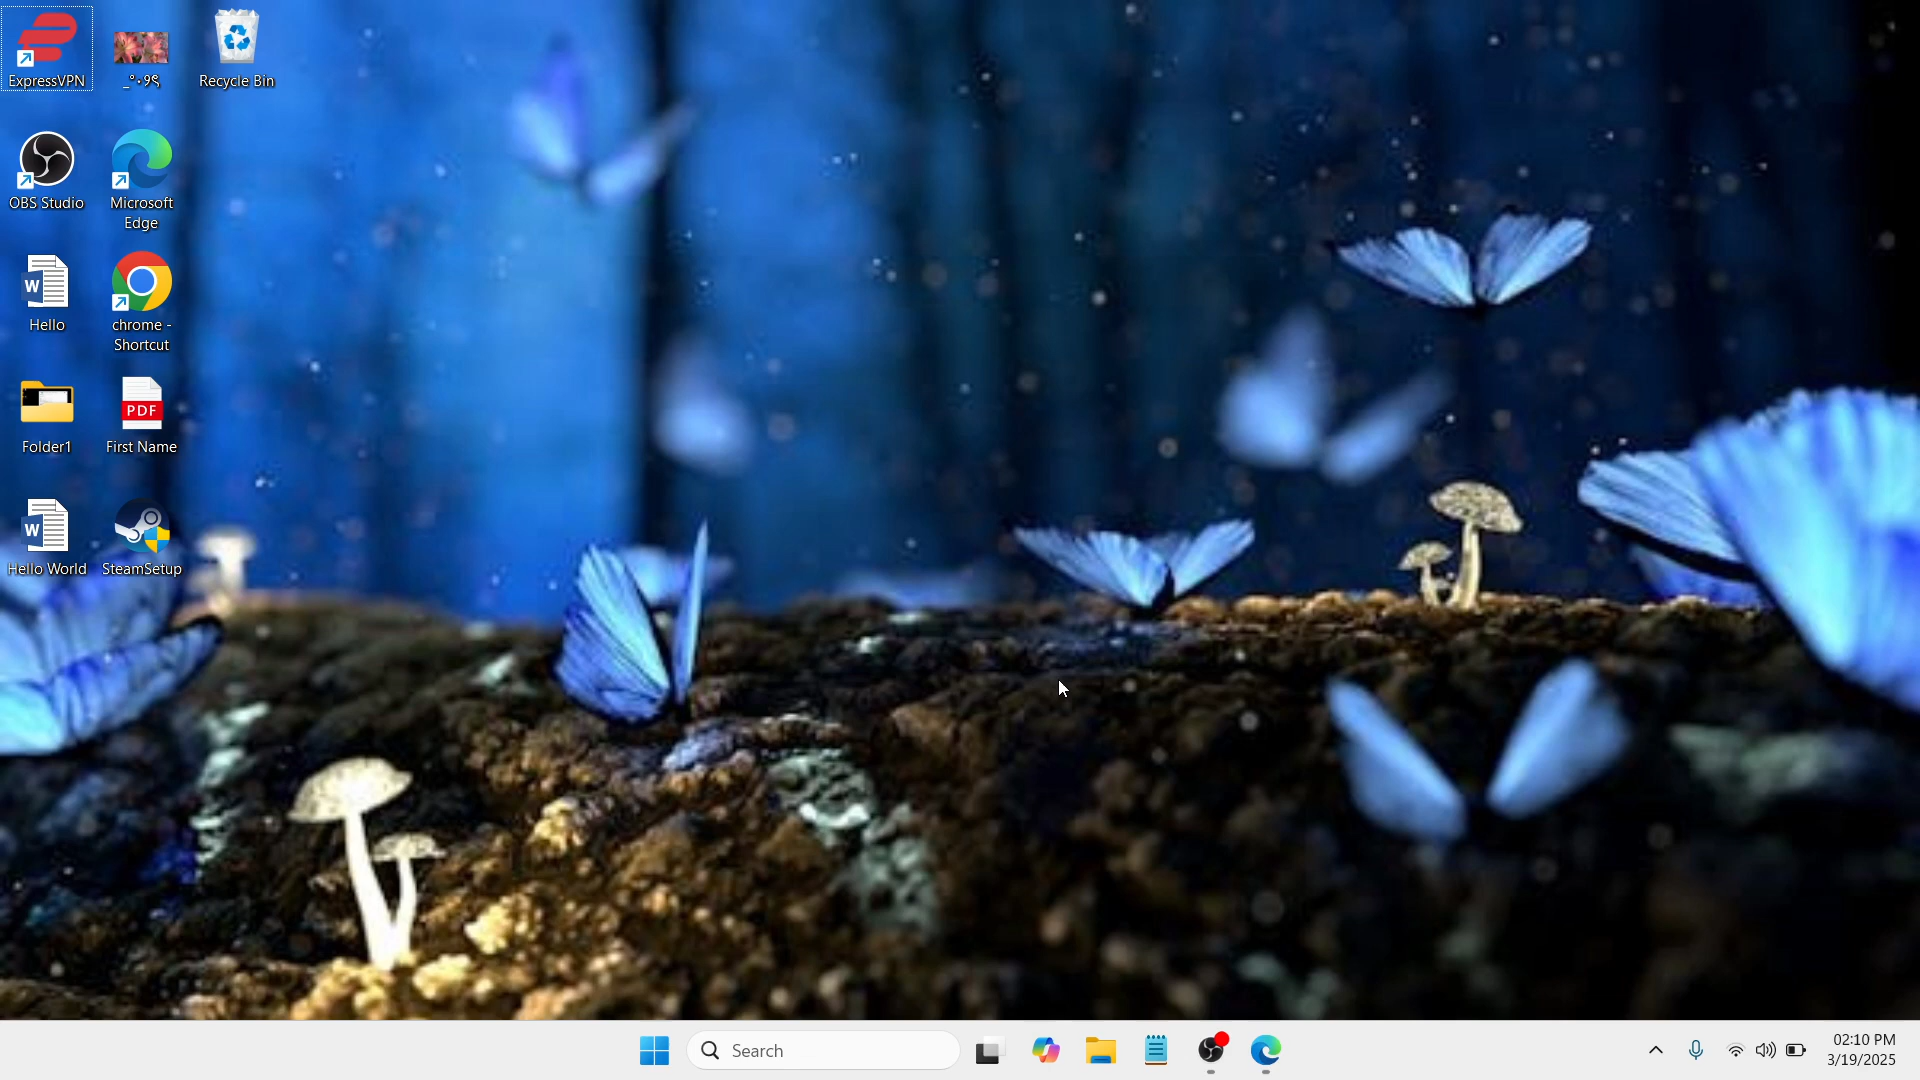 ExpressVPN
_°･９९
Recycle Bin
OBS Studio
Microsoft
Edge
W
Hello
chrome -
Shortcut
Folder1
PDF
First Name
W
Hello World
SteamSetup
Search
02:10 PM
3/19/2025